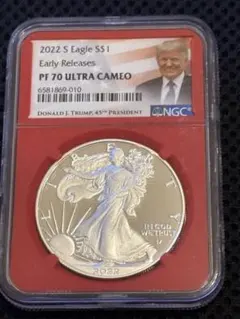 2022 S Eagle S$1
Early Releases
PF 70 ULTRA CAMEO
6581869-010
NGC
DONALD J. TRUMP, 45TH PRESIDENT
LIBERTY
IN GOD
WE TRUST
2022